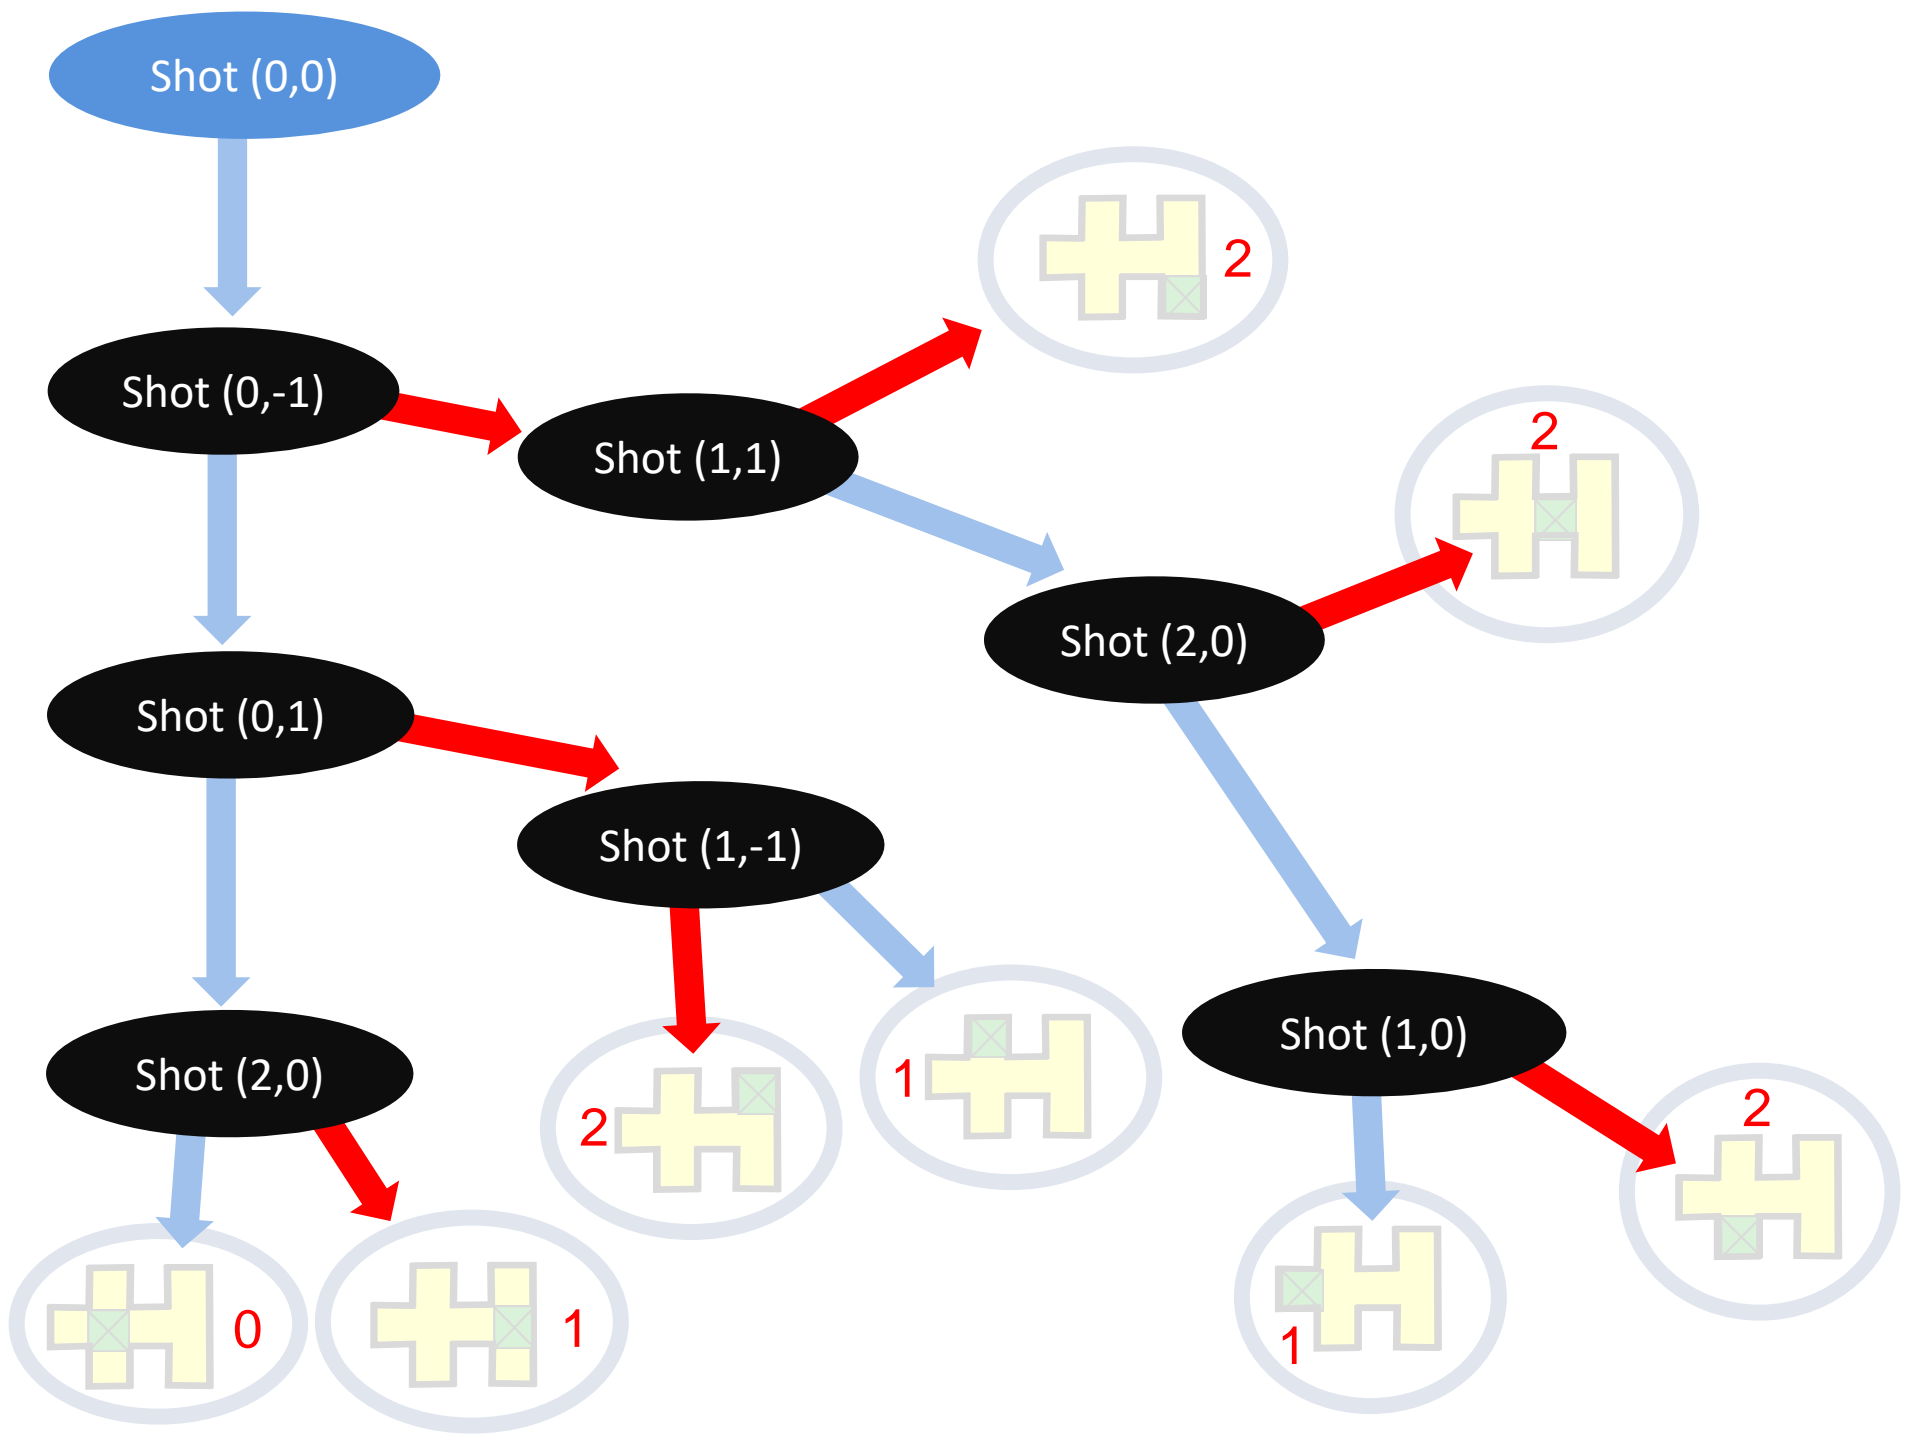 Shot (0,0)
2
Shot (0,-1)
Shot (1,1)
2
Shot (2,0)
Shot (0,1)
Shot (1,-1)
Shot (2,0)
2
1
Shot (1,0)
2
0
1
1